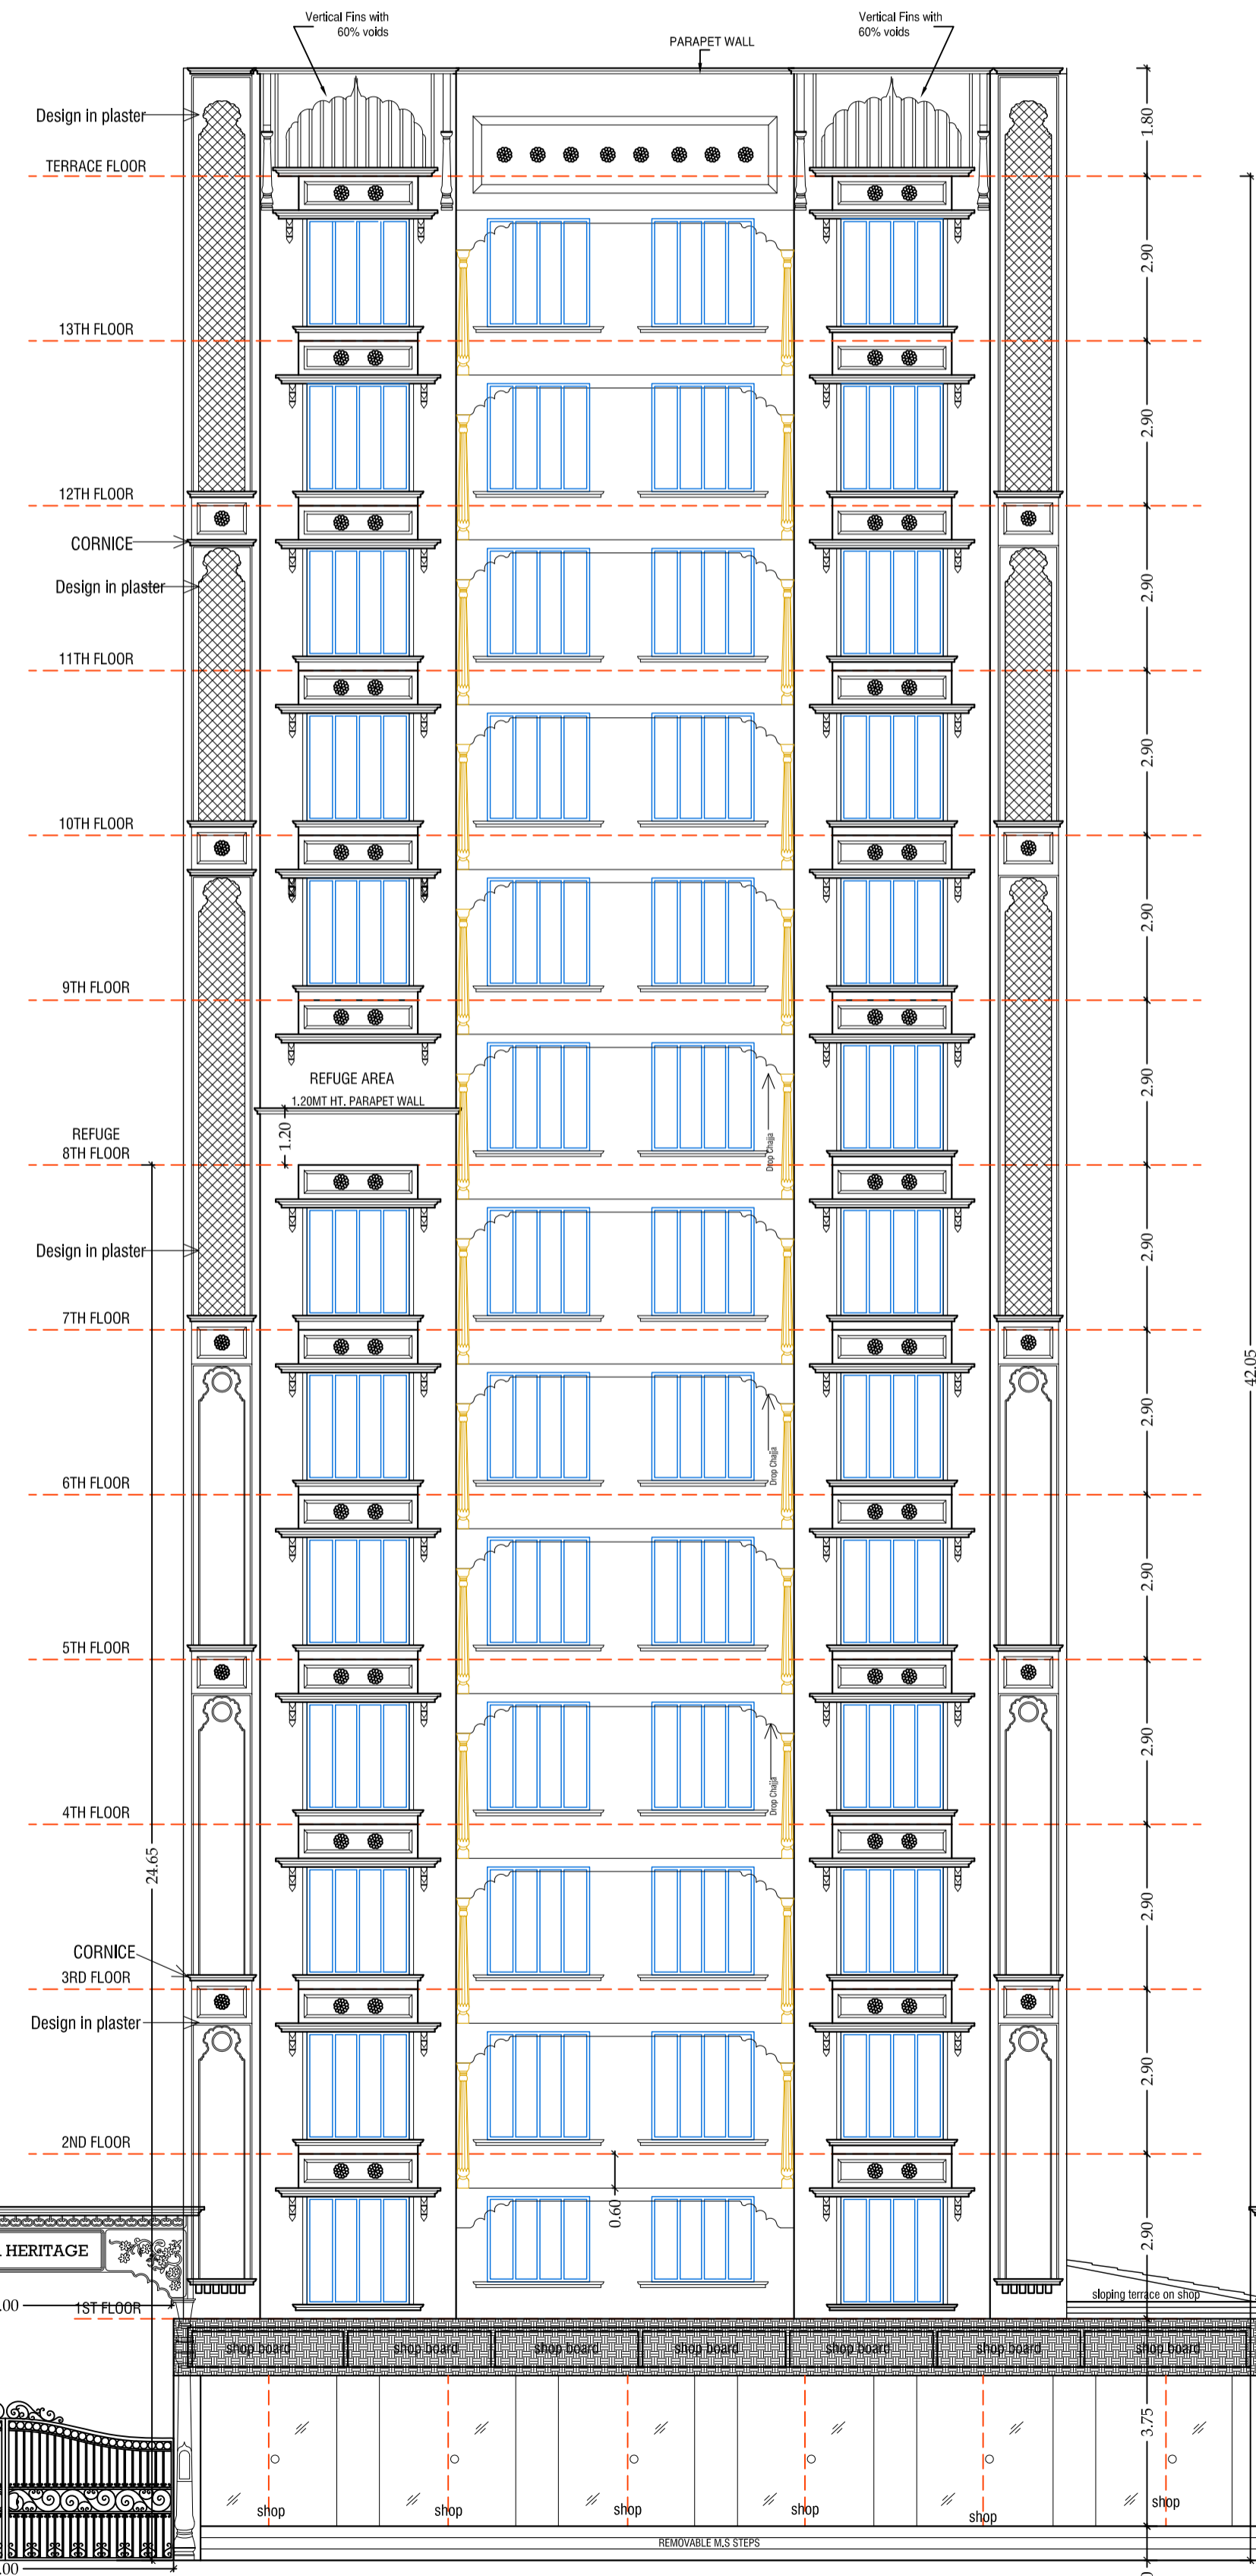 Vertical Fins with
60% voids
PARAPET WALL
Vertical Fins with
60% voids
Design in plaster
1.80
TERRACE FLOOR
2.90
13TH FLOOR
2.90
12TH FLOOR
CORNICE
Design in plaster
2.90
11TH FLOOR
2.90
10TH FLOOR
2.90
9TH FLOOR
REFUGE AREA
1.20MT HT. PARAPET WALL
2.90
1.20
Drop Chajja
REFUGE
8TH FLOOR
2.90
Design in plaster
7TH FLOOR
42.05
2.90
Drop Chajja
6TH FLOOR
2.90
5TH FLOOR
2.90
Drop Chajja
4TH FLOOR
24.65
2.90
CORNICE
3RD FLOOR
Design in plaster
2.90
2ND FLOOR
0.60
2.90
HERITAGE
.00
1ST FLOOR
sloping terrace on shop
shop board shop board shop board shop board shop board shop board shop board
3.75
shop shop shop shop shop shop
REMOVABLE M.S STEPS
.00